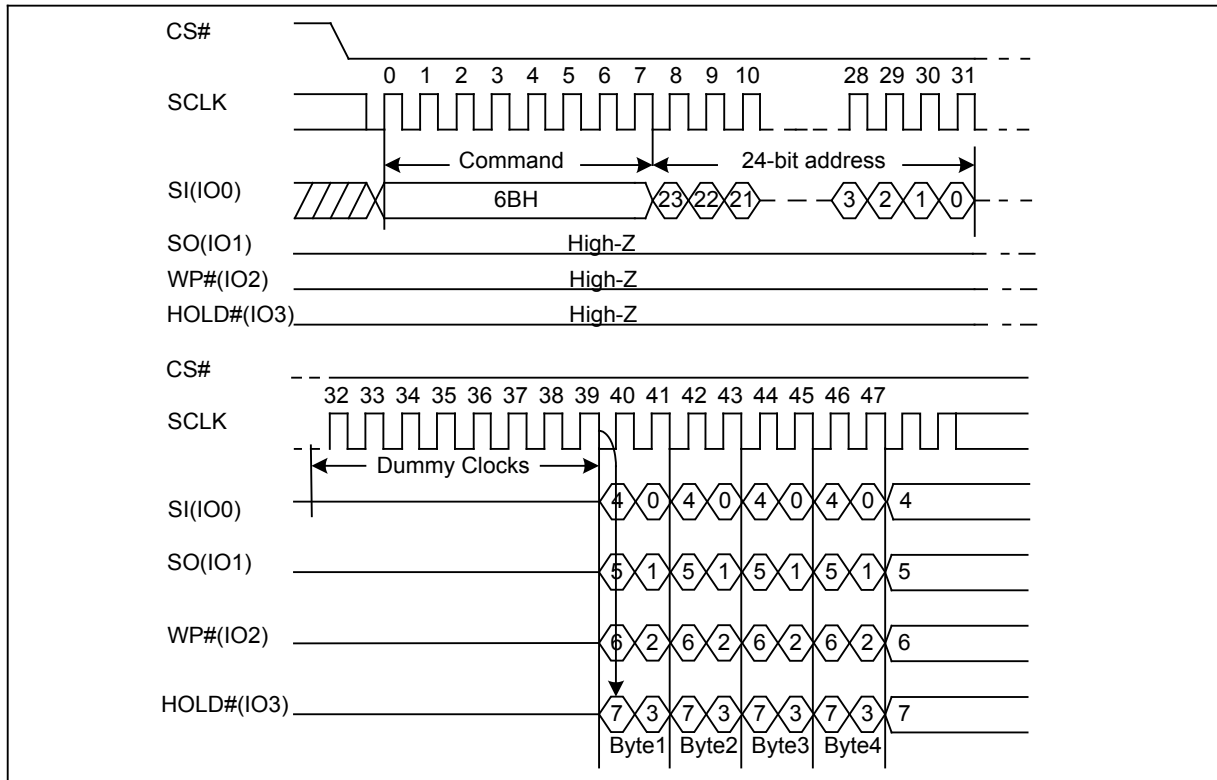 CS#
0 1 2 3 4 5 6 7 8 9 10 28 29 30 31
SCLK
Command 24-bit address
SI(IO0) 6BH 23 22 21 3 2 1 0
SO(IO1) High-Z
WP#(IO2) High-Z
HOLD#(IO3) High-Z
CS#
32 33 34 35 36 37 38 39 40 41 42 43 44 45 46 47
SCLK
Dummy Clocks
SI(IO0) 4 0 4 0 4 0 4 0 4
SO(IO1) 5 1 5 1 5 1 5 1 5
WP#(IO2) 6 2 6 2 6 2 6 2 6
HOLD#(IO3) 7 3 7 3 7 3 7 3 7
Byte1 Byte2 Byte3 Byte4